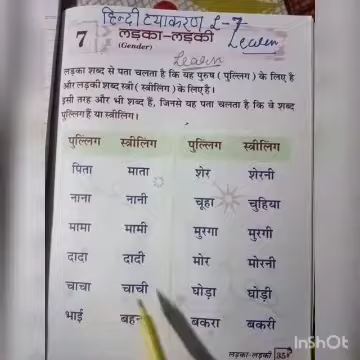 हिन्दी व्याकरण L-7
7 लड़का-लड़की Learn
(Gender) Learn
लड़का शब्द से पता चलता है कि यह पुरुष ( पुल्लिंग ) के लिए है
और लड़की शब्द स्त्री ( स्त्रीलिंग ) के लिए है।
इसी तरह और भी शब्द हैं, जिनसे यह पता चलता है कि वे शब्द
पुल्लिंग हैं या स्त्रीलिंग।
पुल्लिंग स्त्रीलिंग पुल्लिंग स्त्रीलिंग
पिता माता शेर शेरनी
नाना नानी चूहा चुहिया
मामा मामी मुरगा मुरगी
दादा दादी मोर मोरनी
चाचा चाची घोड़ा घोड़ी
भाई बकरा बकरी
लड़का-लड़की 35
InShOt